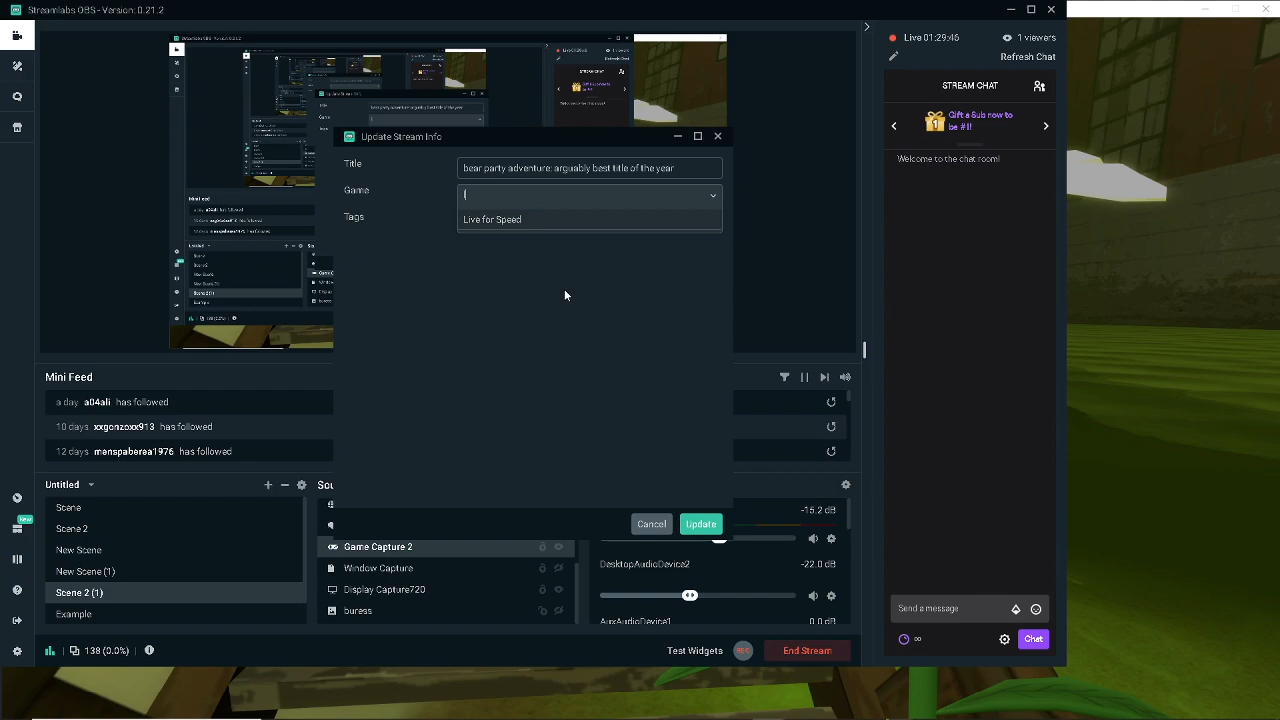 Streamlabs OBS - Version: 0.21.2
Live 01:29:46
1 viewers
Refresh Chat
STREAM CHAT
Gift a Sub now to
be #1!
Welcome to the chat room!
Update Stream Info
Title
bear party adventure: arguably best title of the year
Game
l
Live for Speed
Tags
Cancel
Update
Mini Feed
a day a04ali has followed
10 days xxgonzoxx913 has followed
12 days menspaberea1976 has followed
Untitled
Scene
Scene 2
New Scene
New Scene (1)
Scene 2 (1)
Example
Sou
Game Capture 2
Window Capture
Display Capture720
buress
-15.2 dB
DesktopAudioDevice2
-22.0 dB
AuxAudioDevice1
0.0 dB
New
138 (0.0%)
Test Widgets
REC
End Stream
Send a message
∞
Chat